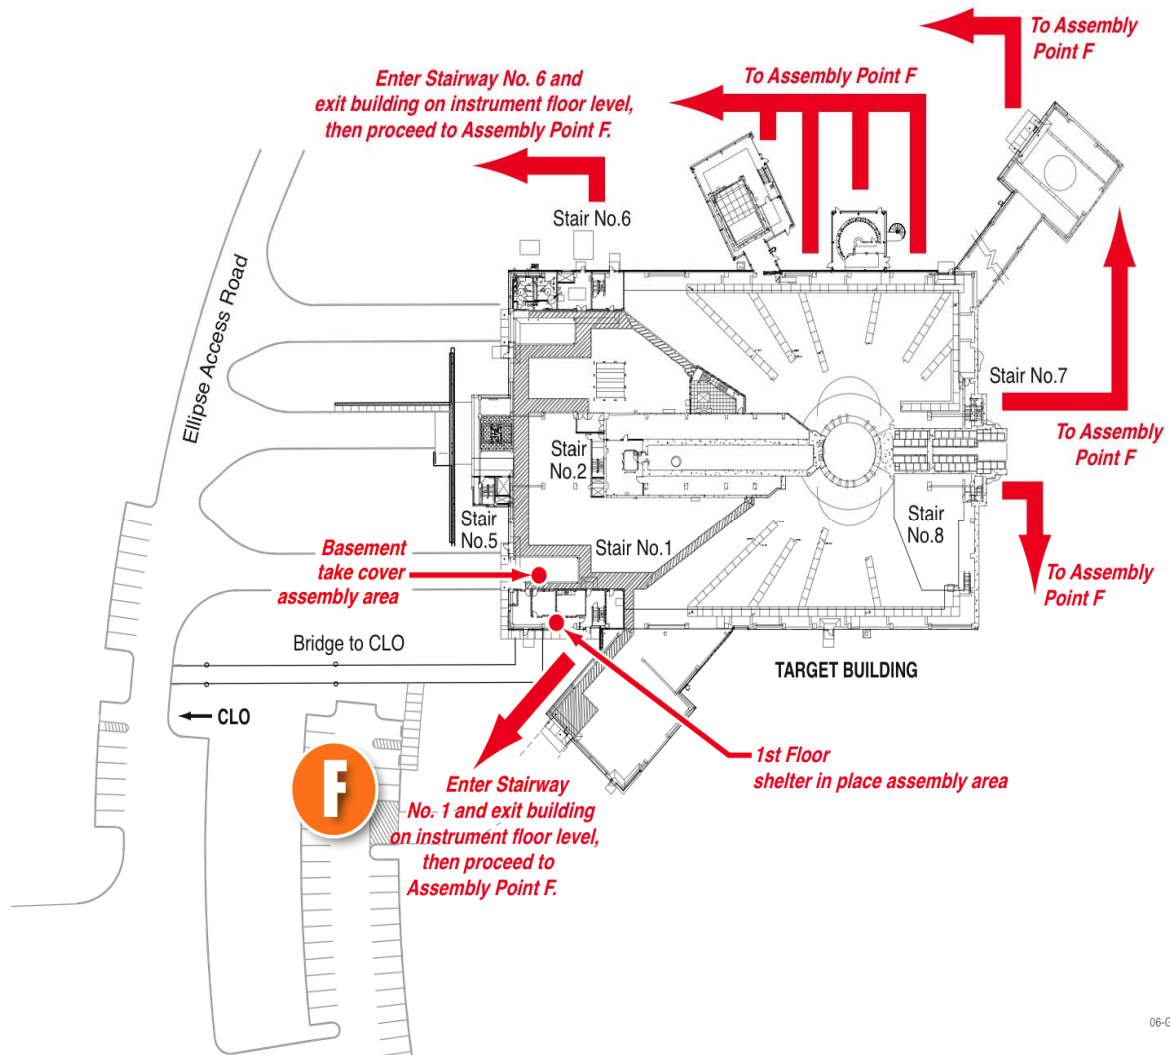 To Assembly
Point F
Enter Stairway No. 6 and
exit building on instrument floor level,
then proceed to Assembly Point F.
To Assembly Point F
Stair No.6
Ellipse Access Road
Stair No.7
To Assembly
Point F
Stair
No.2
Stair
No.5
Stair No.1
Stair
No.8
Basement
take cover
assembly area
To Assembly
Point F
Bridge to CLO
TARGET BUILDING
CLO
1st Floor
shelter in place assembly area
F
Enter Stairway
No. 1 and exit building
on instrument floor level,
then proceed to
Assembly Point F.
06-G